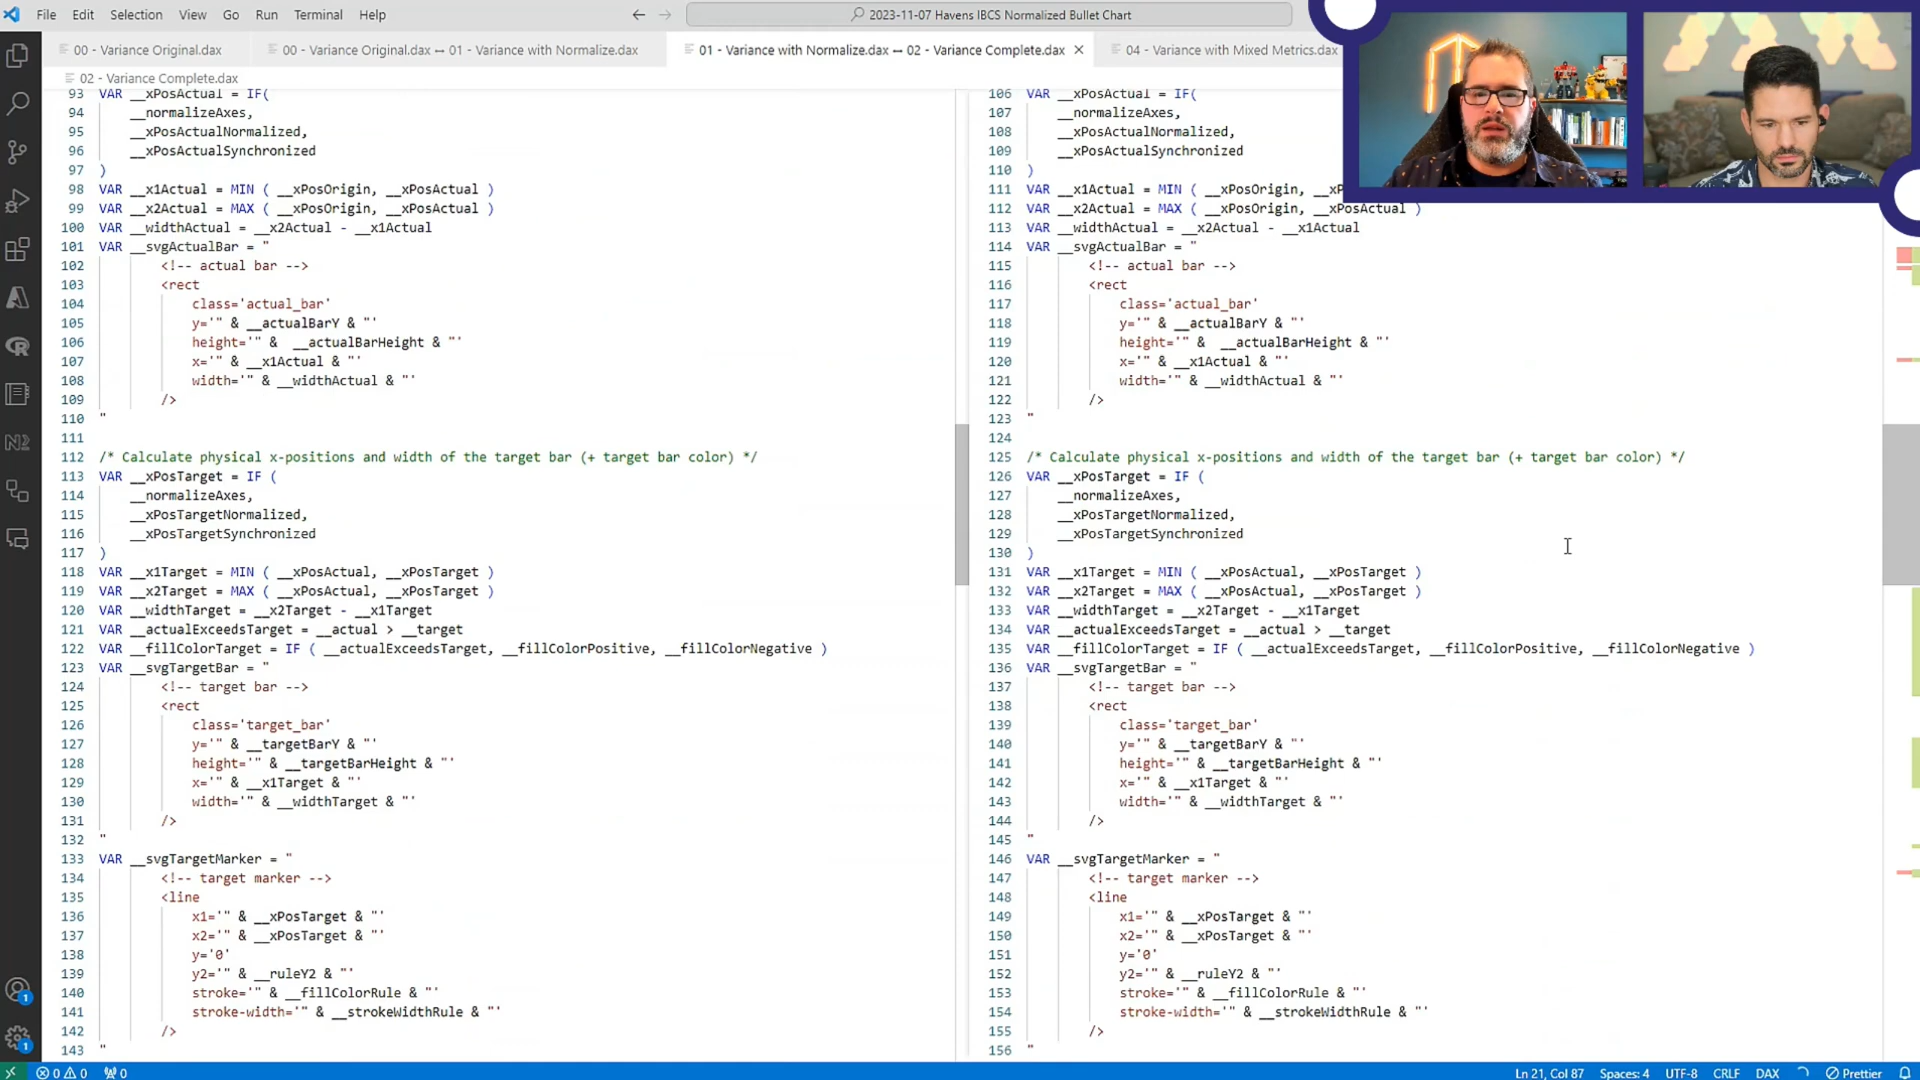 File Edit Selection View Go Run Terminal Help
2023-11-07 Havens IBCS Normalized Bullet Chart
00 - Variance Original.dax
00 - Variance Original.dax ↔ 01 - Variance with Normalize.dax
01 - Variance with Normalize.dax ↔ 02 - Variance Complete.dax
04 - Variance with Mixed Metrics.dax
02 - Variance Complete.dax
93 VAR __xPosActual = IF(
94 __normalizeAxes,
95 __xPosActualNormalized,
96 __xPosActualSynchronized
97 )
98 VAR __x1Actual = MIN ( __xPosOrigin, __xPosActual )
99 VAR __x2Actual = MAX ( __xPosOrigin, __xPosActual )
100 VAR __widthActual = __x2Actual - __x1Actual
101 VAR __svgActualBar = "
102 <!-- actual bar -->
103 <rect
104 class='actual_bar'
105 y='" & __actualBarY & "'
106 height='" & __actualBarHeight & "'
107 x='" & __x1Actual & "'
108 width='" & __widthActual & "'
109 />
110 "
111
112 /* Calculate physical x-positions and width of the target bar (+ target bar color) */
113 VAR __xPosTarget = IF (
114 __normalizeAxes,
115 __xPosTargetNormalized,
116 __xPosTargetSynchronized
117 )
118 VAR __x1Target = MIN ( __xPosActual, __xPosTarget )
119 VAR __x2Target = MAX ( __xPosActual, __xPosTarget )
120 VAR __widthTarget = __x2Target - __x1Target
121 VAR __actualExceedsTarget = __actual > __target
122 VAR __fillColorTarget = IF ( __actualExceedsTarget, __fillColorPositive, __fillColorNegative )
123 VAR __svgTargetBar = "
124 <!-- target bar -->
125 <rect
126 class='target_bar'
127 y='" & __targetBarY & "'
128 height='" & __targetBarHeight & "'
129 x='" & __x1Target & "'
130 width='" & __widthTarget & "'
131 />
132 "
133 VAR __svgTargetMarker = "
134 <!-- target marker -->
135 <line
136 x1='" & __xPosTarget & "'
137 x2='" & __xPosTarget & "'
138 y='0'
139 y2='" & __ruleY2 & "'
140 stroke='" & __fillColorRule & "'
141 stroke-width='" & __strokeWidthRule & "'
142 />
143 "
106 VAR __xPosActual = IF(
107 __normalizeAxes,
108 __xPosActualNormalized,
109 __xPosActualSynchronized
110 )
111 VAR __x1Actual = MIN ( __xPosOrigin,
112 VAR __x2Actual = MAX ( __xPosOrigin, __xPosActual )
113 VAR __widthActual = __x2Actual - __x1Actual
114 VAR __svgActualBar = "
115 <!-- actual bar -->
116 <rect
117 class='actual_bar'
118 y='" & __actualBarY & "'
119 height='" & __actualBarHeight & "'
120 x='" & __x1Actual & "'
121 width='" & __widthActual & "'
122 />
123 "
124
125 /* Calculate physical x-positions and width of the target bar (+ target bar color) */
126 VAR __xPosTarget = IF (
127 __normalizeAxes,
128 __xPosTargetNormalized,
129 __xPosTargetSynchronized
130 )
131 VAR __x1Target = MIN ( __xPosActual, __xPosTarget )
132 VAR __x2Target = MAX ( __xPosActual, __xPosTarget )
133 VAR __widthTarget = __x2Target - __x1Target
134 VAR __actualExceedsTarget = __actual > __target
135 VAR __fillColorTarget = IF ( __actualExceedsTarget, __fillColorPositive, __fillColorNegative )
136 VAR __svgTargetBar = "
137 <!-- target bar -->
138 <rect
139 class='target_bar'
140 y='" & __targetBarY & "'
141 height='" & __targetBarHeight & "'
142 x='" & __x1Target & "'
143 width='" & __widthTarget & "'
144 />
145 "
146 VAR __svgTargetMarker = "
147 <!-- target marker -->
148 <line
149 x1='" & __xPosTarget & "'
150 x2='" & __xPosTarget & "'
151 y='0'
152 y2='" & __ruleY2 & "'
153 stroke='" & __fillColorRule & "'
154 stroke-width='" & __strokeWidthRule & "'
155 />
156 "
0 0 0
Ln 21, Col 87 Spaces: 4 UTF-8 CRLF DAX Prettier